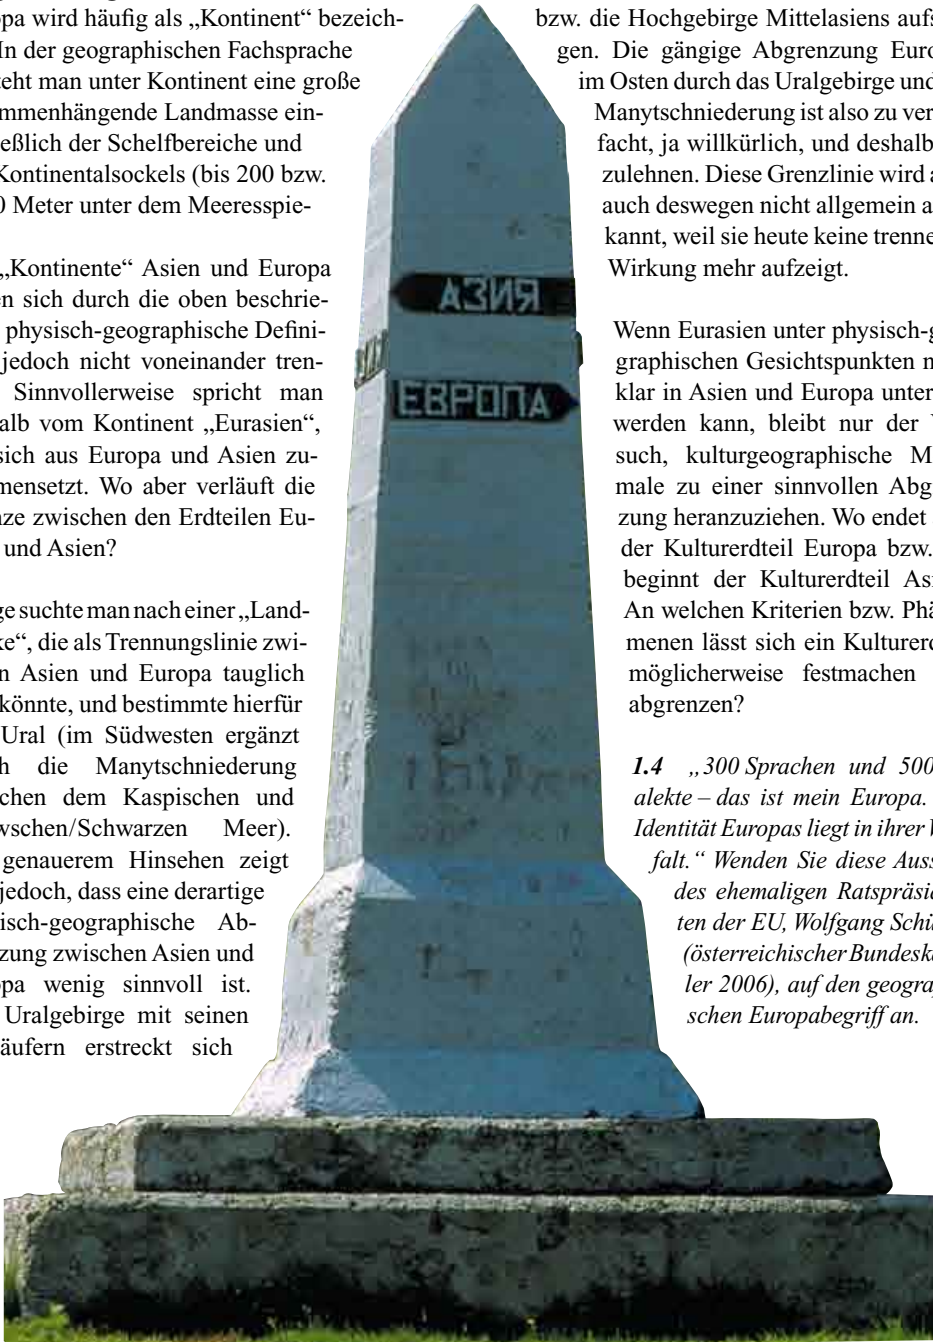 opa wird häufig als „Kontinent“ bezeich-
In der geographischen Fachsprache
teht man unter Kontinent eine große
mmenhängende Landmasse ein-
eßlich der Schelfbereiche und
Kontinentalsockels (bis 200 bzw.
0 Meter unter dem Meeresspie-
„Kontinente“ Asien und Europa
en sich durch die oben beschrie-
physisch-geographische Defini-
jedoch nicht voneinander tren-
Sinnvollerweise spricht man
alb vom Kontinent „Eurasien“,
sich aus Europa und Asien zu-
mensetzt. Wo aber verläuft die
nze zwischen den Erdteilen Eu-
und Asien?
ge suchte man nach einer „Land-
ke“, die als Trennungslinie zwi-
n Asien und Europa tauglich
könnte, und bestimmte hierfür
Ural (im Südwesten ergänzt
h die Manytschniederung
chen dem Kaspischen und
wschen/Schwarzen Meer).
genauerem Hinsehen zeigt
jedoch, dass eine derartige
isch-geographische Ab-
zung zwischen Asien und
pa wenig sinnvoll ist.
Uralgebirge mit seinen
äufern erstreckt sich
АЗИЯ
ЕВРОПА
bzw. die Hochgebirge Mittelasiens aufs
gen. Die gängige Abgrenzung Euro
im Osten durch das Uralgebirge und
Manytschniederung ist also zu ver
facht, ja willkürlich, und deshalb
zulehnen. Diese Grenzlinie wird a
auch deswegen nicht allgemein a
kannt, weil sie heute keine trenne
Wirkung mehr aufzeigt.
Wenn Eurasien unter physisch-g
graphischen Gesichtspunkten n
klar in Asien und Europa unter
werden kann, bleibt nur der V
such, kulturgeographische M
male zu einer sinnvollen Abg
zung heranzuziehen. Wo endet
der Kulturerdteil Europa bzw.
beginnt der Kulturerdteil Asi
An welchen Kriterien bzw. Phä
menen lässt sich ein Kulturerd
möglicherweise festmachen
abgrenzen?
1.4 „300 Sprachen und 500
alekte – das ist mein Europa.
Identität Europas liegt in ihrer V
falt.“ Wenden Sie diese Auss
des ehemaligen Ratspräsid
ten der EU, Wolfgang Schü
(österreichischer Bundeska
ler 2006), auf den geograp
schen Europabegriff an.